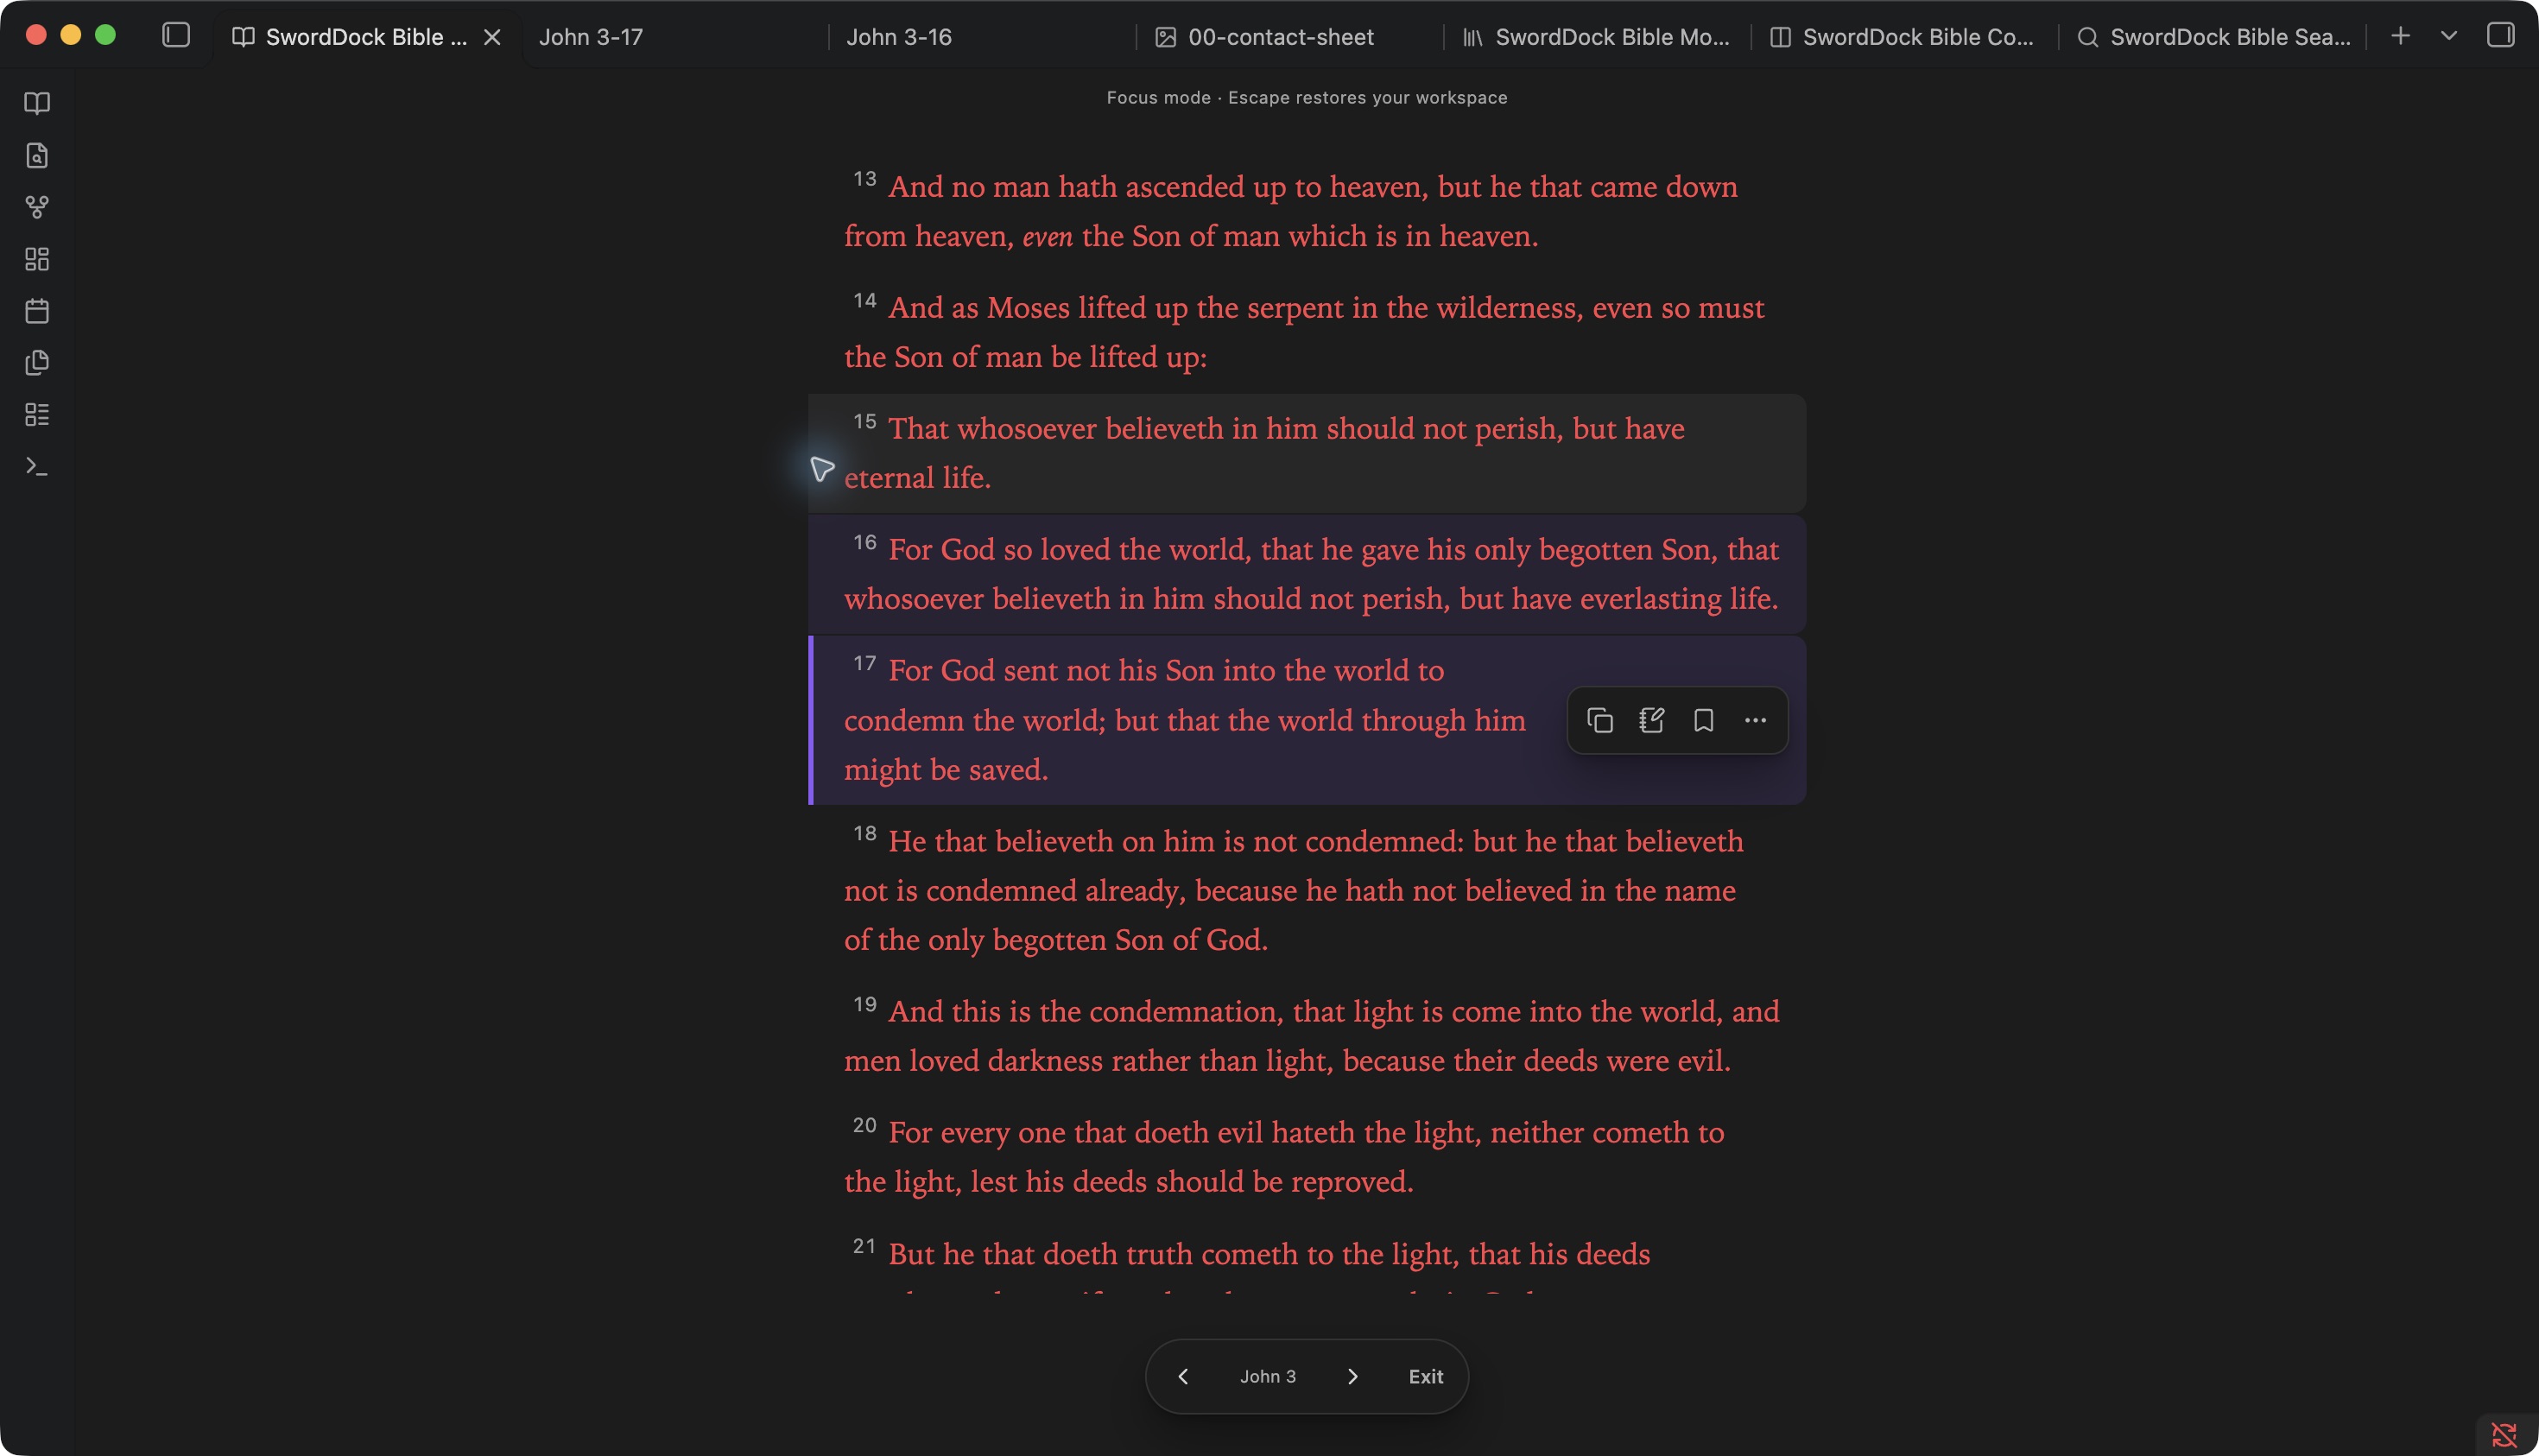 SwordDock Bible ...
John 3-17
John 3-16
00-contact-sheet
SwordDock Bible Mo...
SwordDock Bible Co...
SwordDock Bible Sea...
Focus mode · Escape restores your workspace
13 And no man hath ascended up to heaven, but he that came down
from heaven, even the Son of man which is in heaven.
14 And as Moses lifted up the serpent in the wilderness, even so must
the Son of man be lifted up:
15 That whosoever believeth in him should not perish, but have
eternal life.
16 For God so loved the world, that he gave his only begotten Son, that
whosoever believeth in him should not perish, but have everlasting life.
17 For God sent not his Son into the world to
condemn the world; but that the world through him
might be saved.
18 He that believeth on him is not condemned: but he that believeth
not is condemned already, because he hath not believed in the name
of the only begotten Son of God.
19 And this is the condemnation, that light is come into the world, and
men loved darkness rather than light, because their deeds were evil.
20 For every one that doeth evil hateth the light, neither cometh to
the light, lest his deeds should be reproved.
21 But he that doeth truth cometh to the light, that his deeds
John 3
Exit